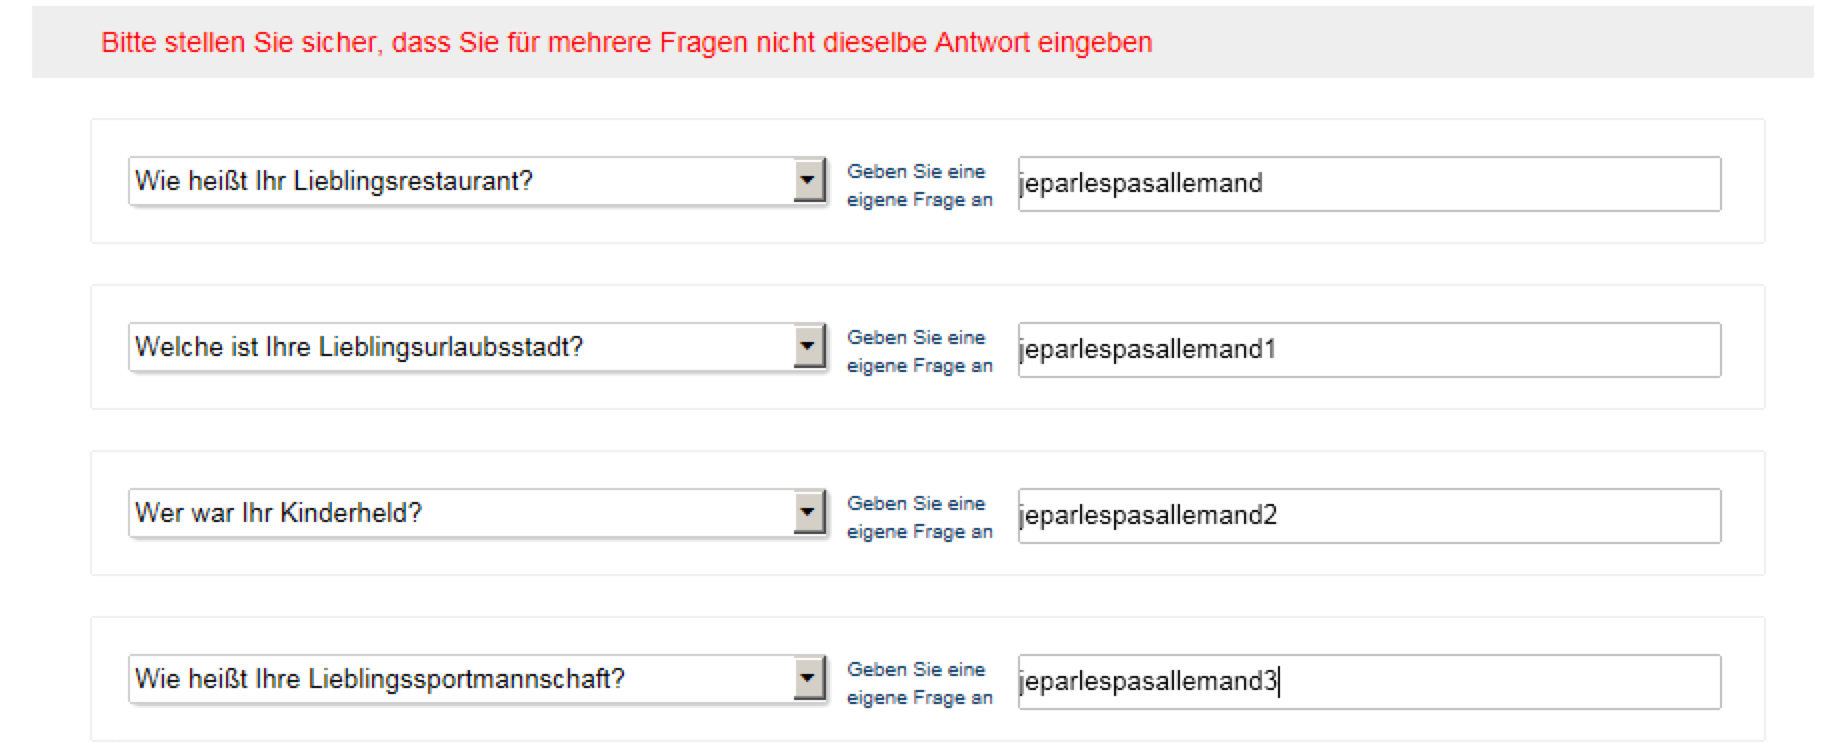 Bitte stellen Sie sicher, dass Sie für mehrere Fragen nicht dieselbe Antwort eingeben
Wie heißt Ihr Lieblingsrestaurant?
Geben Sie eine
eigene Frage an
jeparlespasallemand
Welche ist Ihre Lieblingsurlaubsstadt?
Geben Sie eine
eigene Frage an
jeparlespasallemand1
Wer war Ihr Kinderheld?
Geben Sie eine
eigene Frage an
jeparlespasallemand2
Wie heißt Ihre Lieblingssportmannschaft?
Geben Sie eine
eigene Frage an
jeparlespasallemand3